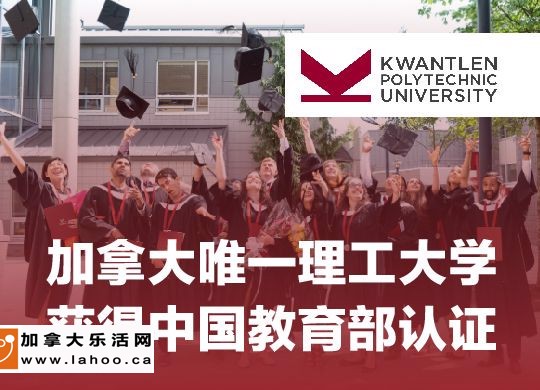 KWANTLEN
POLYTECHNIC
UNIVERSITY
加拿大唯一理工大学
获得中国教育部认证
加拿大乐活网
www.lahoo.ca